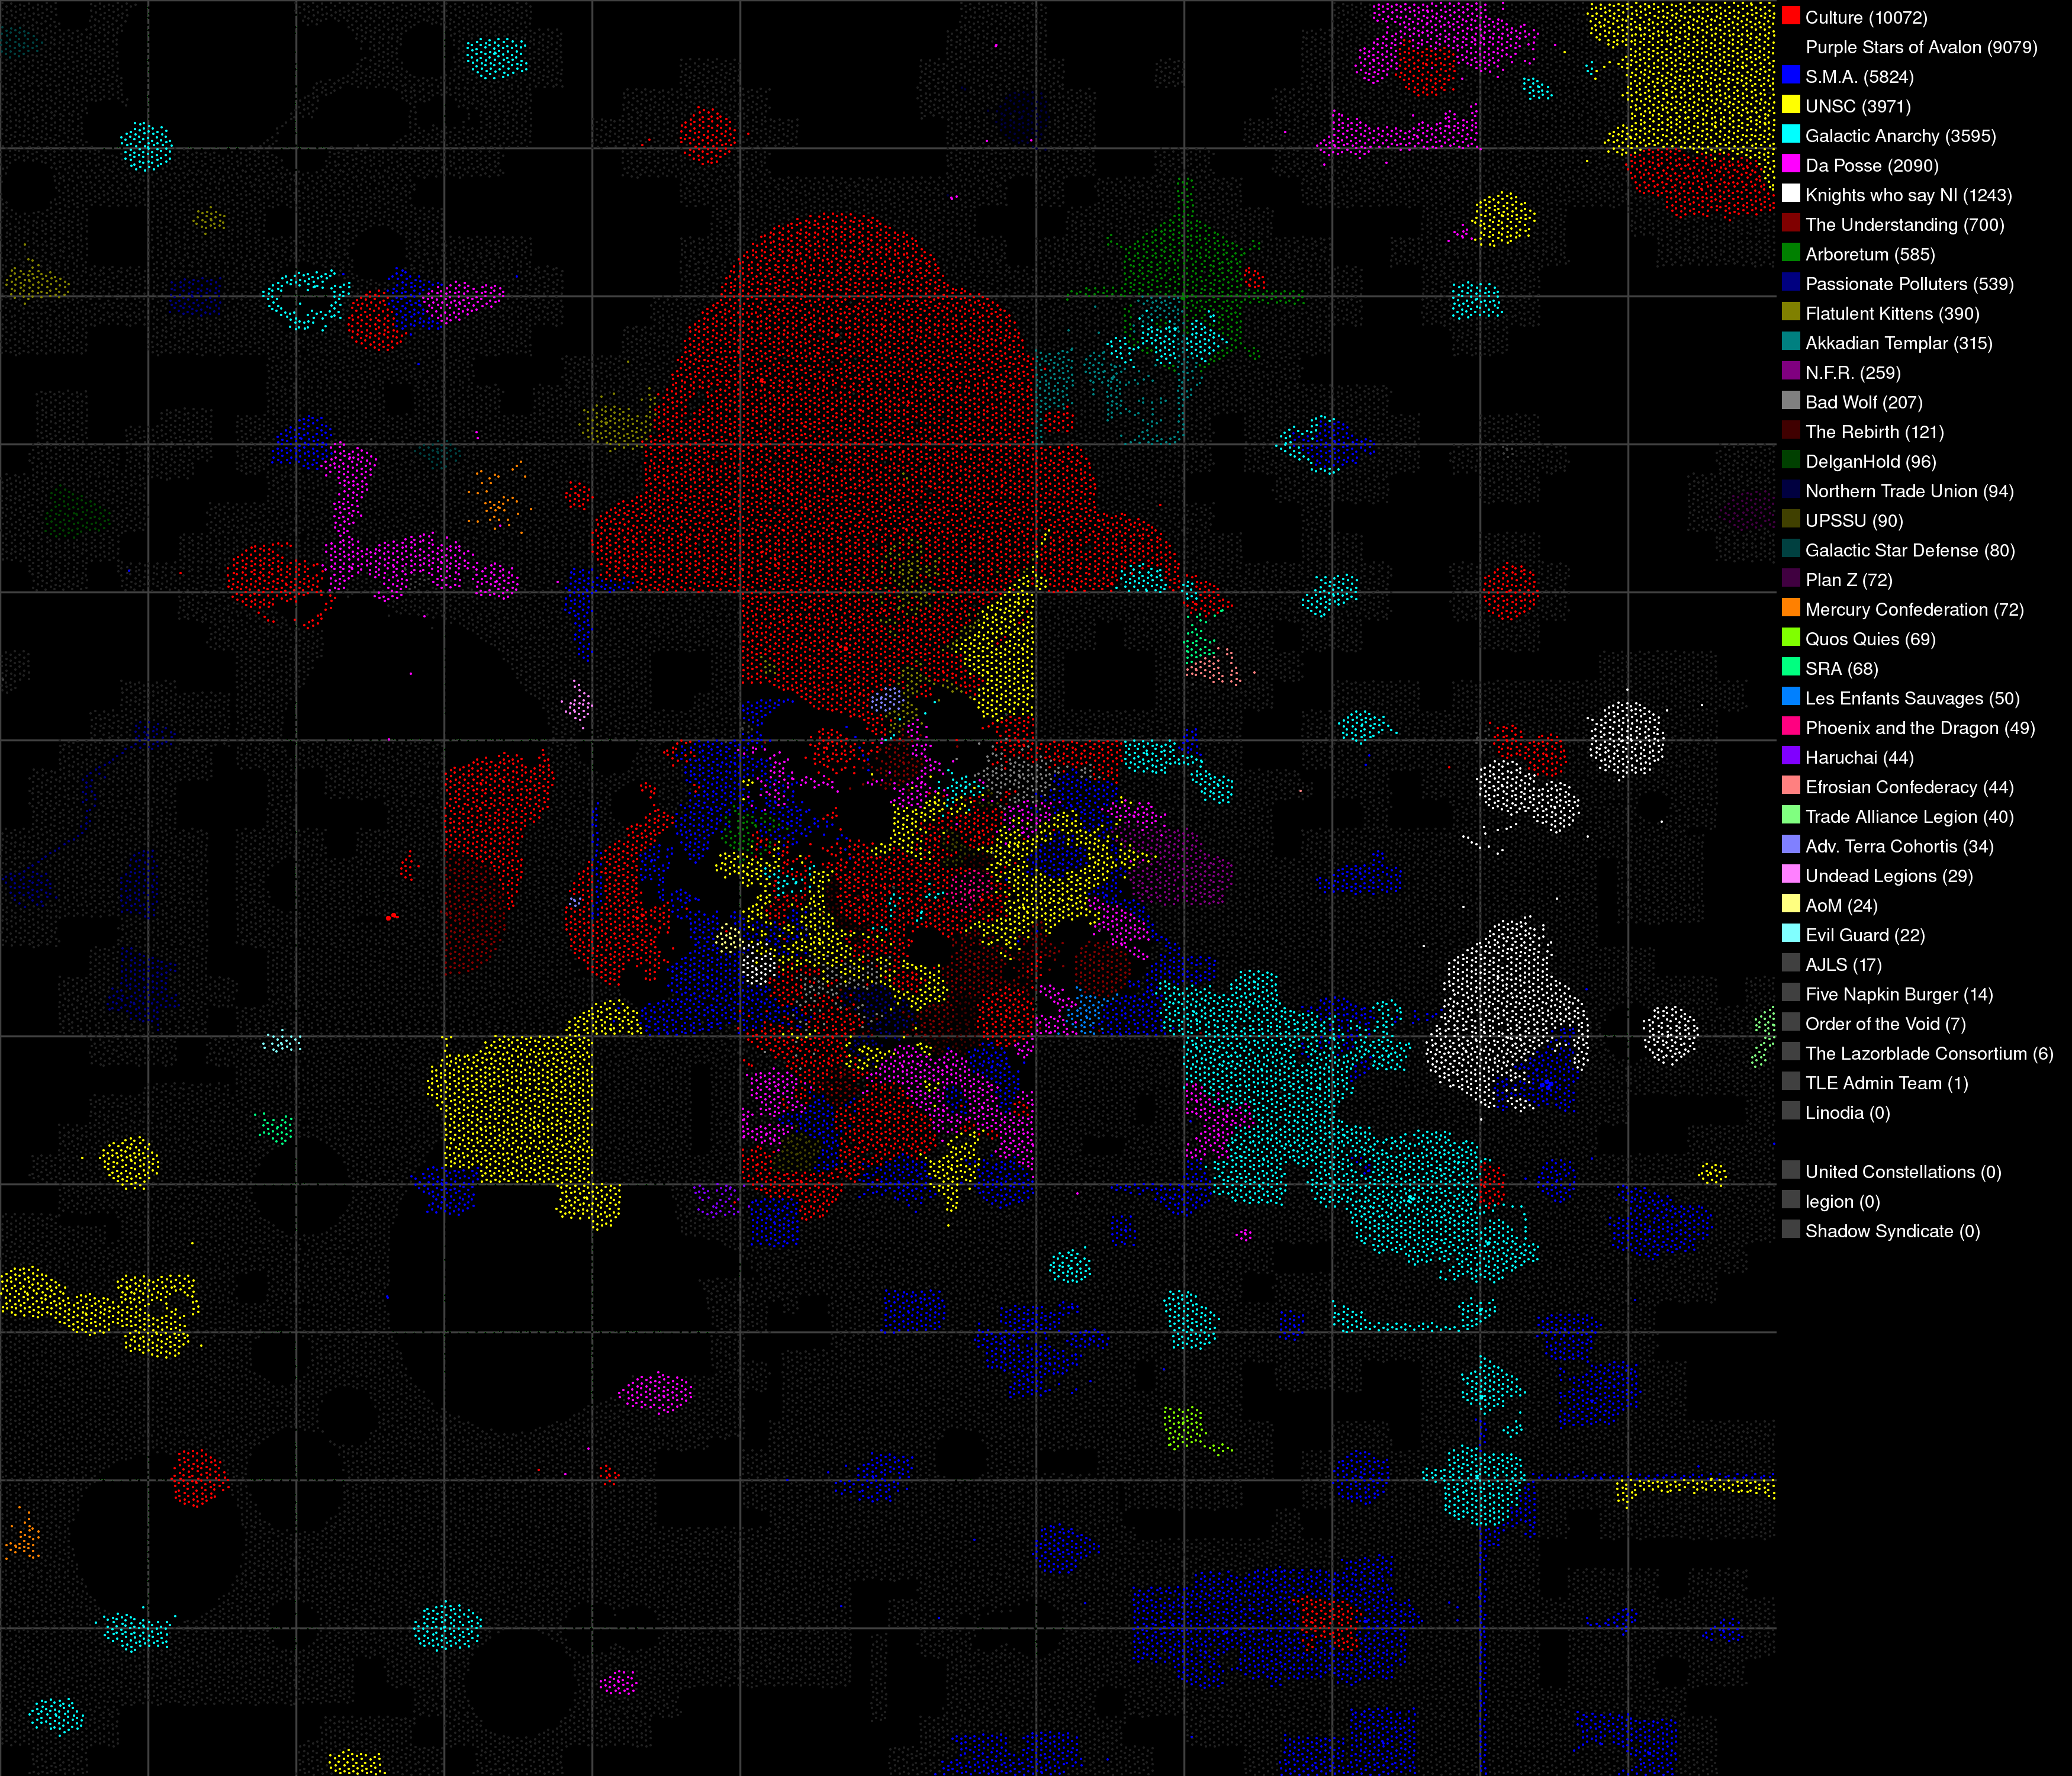 Culture (10072)
Purple Stars of Avalon (9079)
S.M.A. (5824)
UNSC (3971)
Galactic Anarchy (3595)
Da Posse (2090)
Knights who say NI (1243)
The Understanding (700)
Arboretum (585)
Passionate Polluters (539)
Flatulent Kittens (390)
Akkadian Templar (315)
N.F.R. (259)
Bad Wolf (207)
The Rebirth (121)
DelganHold (96)
Northern Trade Union (94)
UPSSU (90)
Galactic Star Defense (80)
Plan Z (72)
Mercury Confederation (72)
Quos Quies (69)
SRA (68)
Les Enfants Sauvages (50)
Phoenix and the Dragon (49)
Haruchai (44)
Efrosian Confederacy (44)
Trade Alliance Legion (40)
Adv. Terra Cohortis (34)
Undead Legions (29)
AoM (24)
Evil Guard (22)
AJLS (17)
Five Napkin Burger (14)
Order of the Void (7)
The Lazorblade Consortium (6)
TLE Admin Team (1)
Linodia (0)
United Constellations (0)
legion (0)
Shadow Syndicate (0)